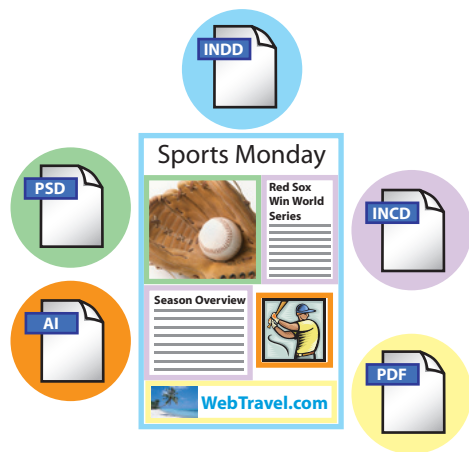 INDD
Sports Monday
PSD
Red Sox
Win World
Series
INCD
Season Overview
AI
PDF
WebTravel.com